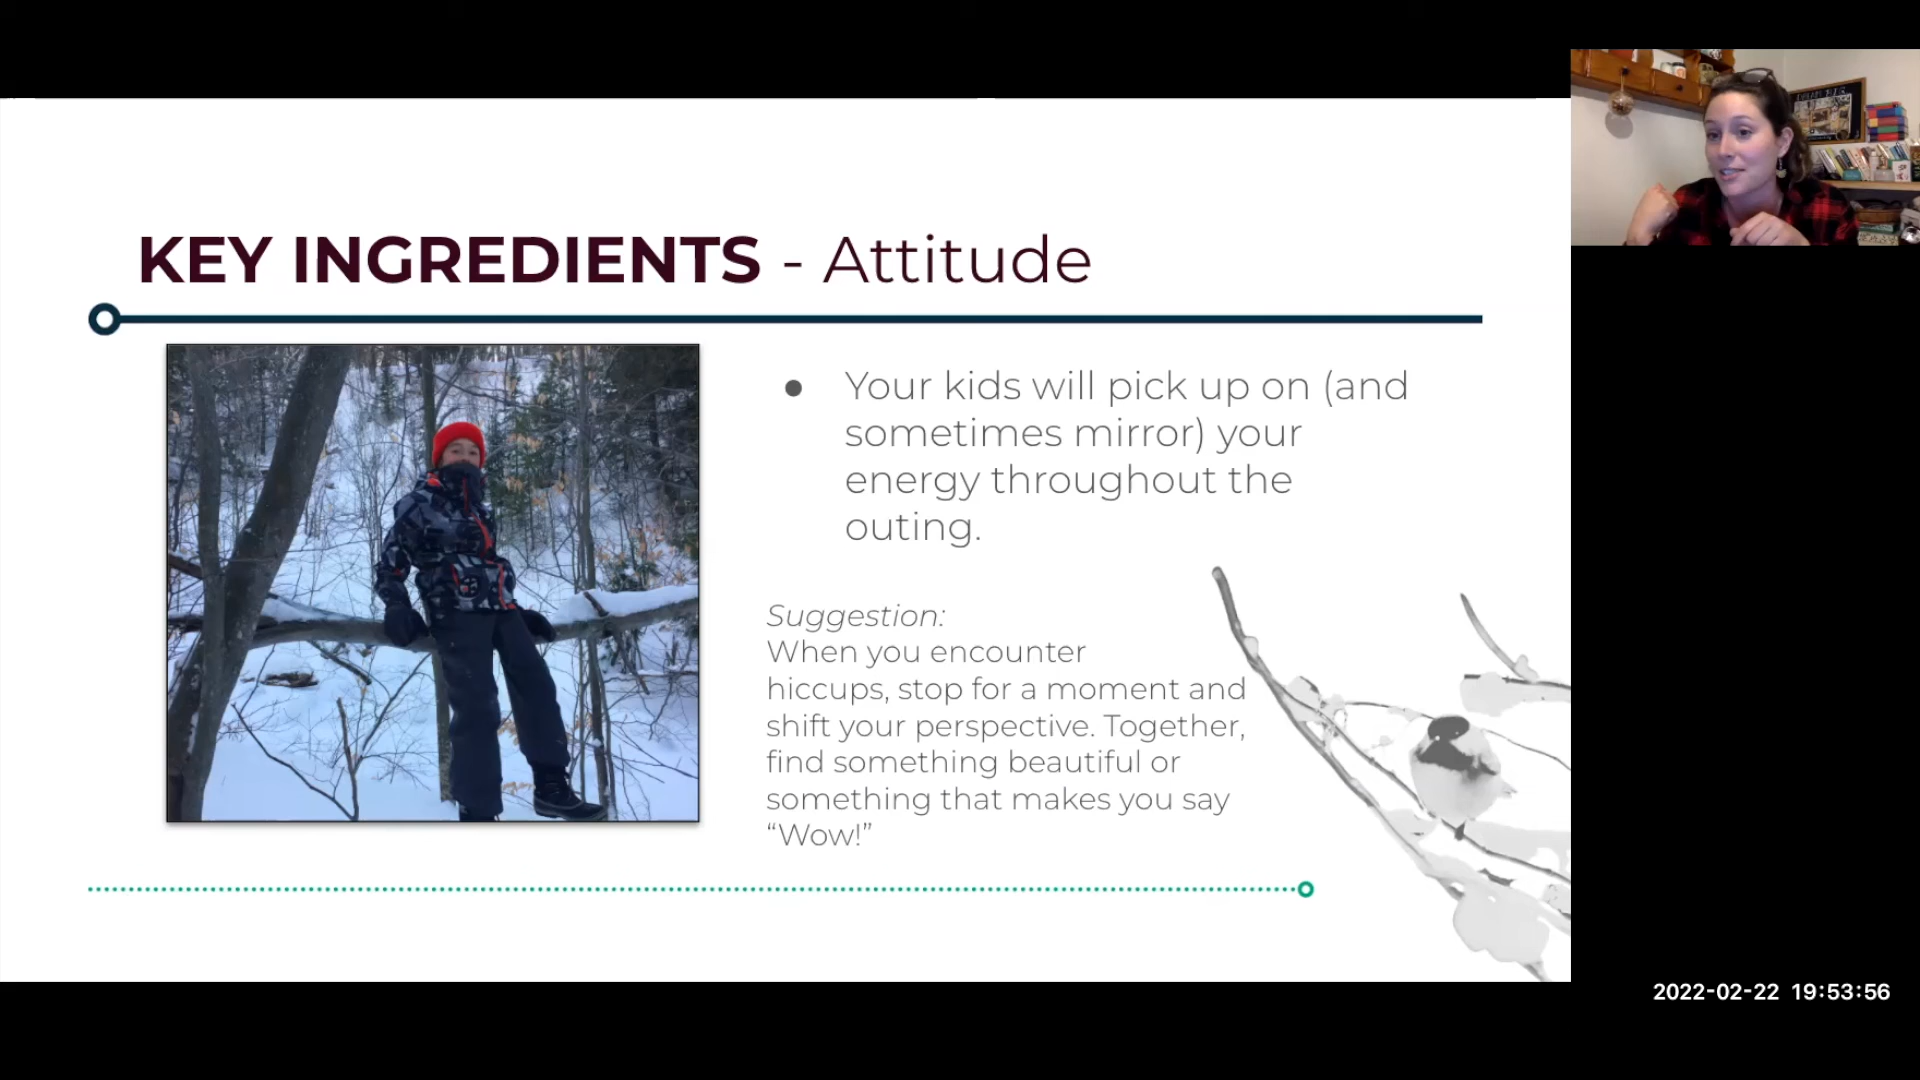 KEY INGREDIENTS - Attitude
● Your kids will pick up on (and
sometimes mirror) your
energy throughout the
outing.
Suggestion:
When you encounter
hiccups, stop for a moment and
shift your perspective. Together,
find something beautiful or
something that makes you say
“Wow!”
2022-02-22 19:53:56